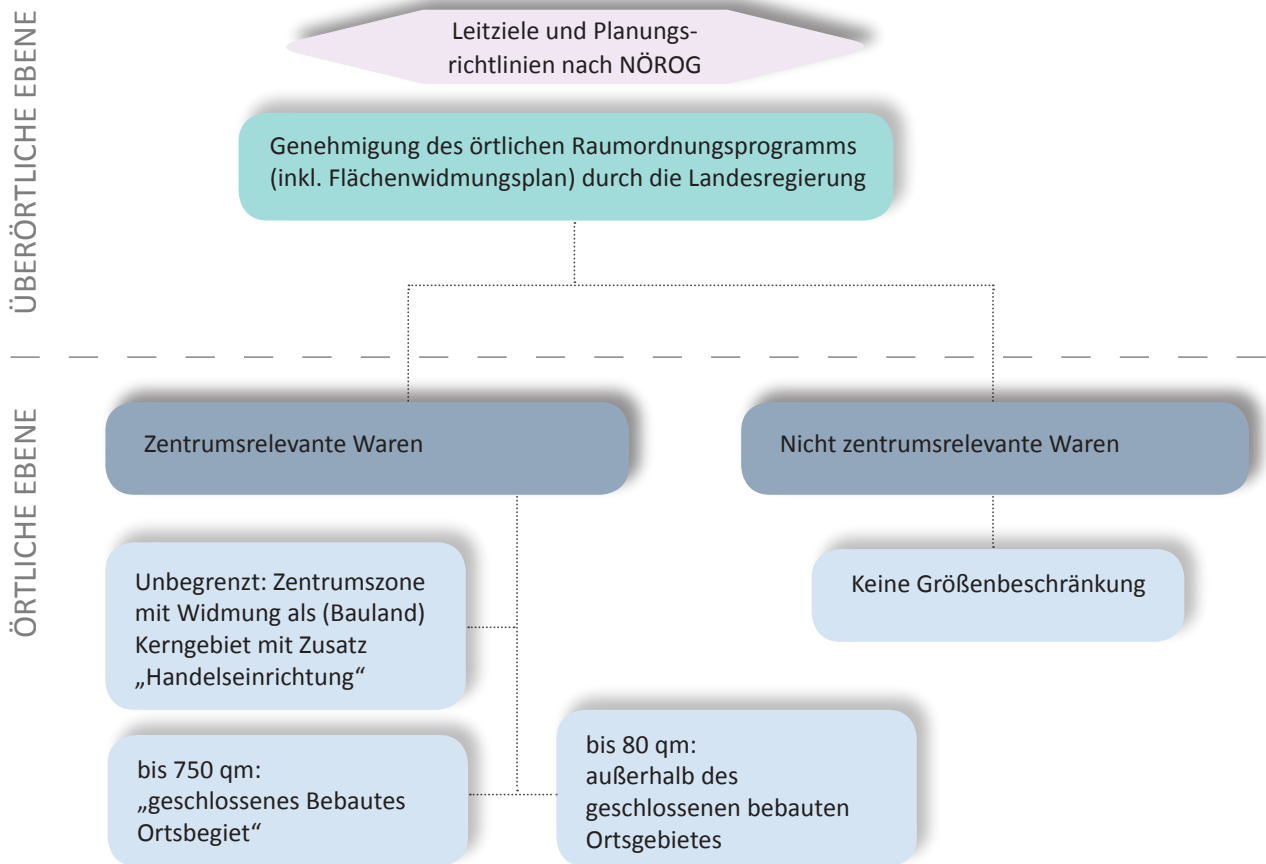 ÜBERÖRTLICHE EBENE
Leitziele und Planungs-
richtlinien nach NÖROG
Genehmigung des örtlichen Raumordnungsprogramms
(inkl. Flächenwidmungsplan) durch die Landesregierung
ÖRTLICHE EBENE
Zentrumsrelevante Waren
Nicht zentrumsrelevante Waren
Unbegrenzt: Zentrumszone
mit Widmung als (Bauland)
Kerngebiet mit Zusatz
„Handelseinrichtung“
Keine Größenbeschränkung
bis 750 qm:
„geschlossenes Bebautes
Ortsbegiet“
bis 80 qm:
außerhalb des
geschlossenen bebauten
Ortsgebietes